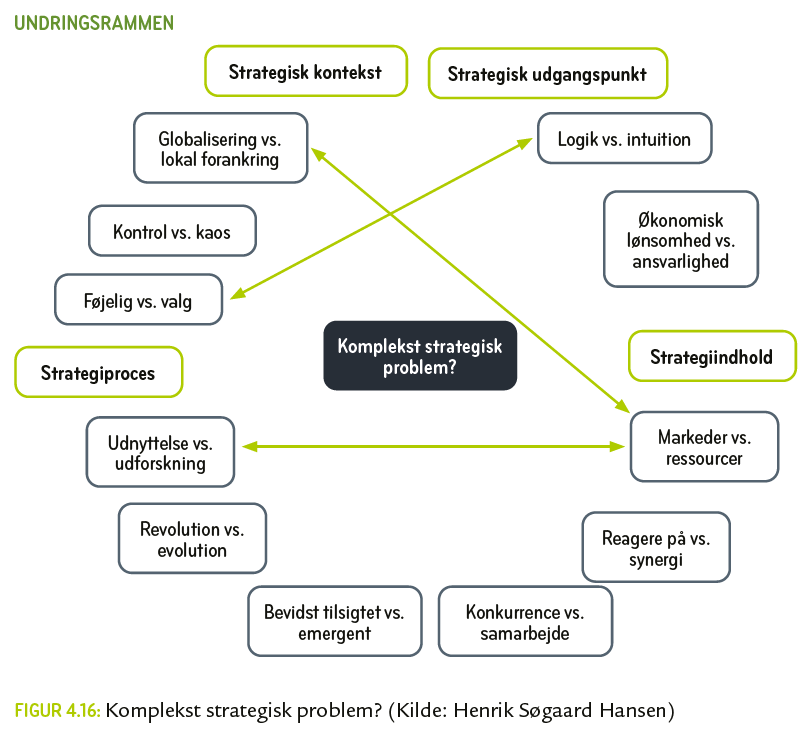 UNDRINGSRAMMEN
Strategisk kontekst
Strategisk udgangspunkt
Globalisering vs.
lokal forankring
Logik vs. intuition
Kontrol vs. kaos
Økonomisk
lønsomhed vs.
ansvarlighed
Føjelig vs. valg
Komplekst strategisk
problem?
Strategiproces
Strategiindhold
Udnyttelse vs.
udforskning
Markeder vs.
ressourcer
Revolution vs.
evolution
Reagere på vs.
synergi
Bevidst tilsigtet vs.
emergent
Konkurrence vs.
samarbejde
FIGUR 4.16: Komplekst strategisk problem? (Kilde: Henrik Søgaard Hansen)